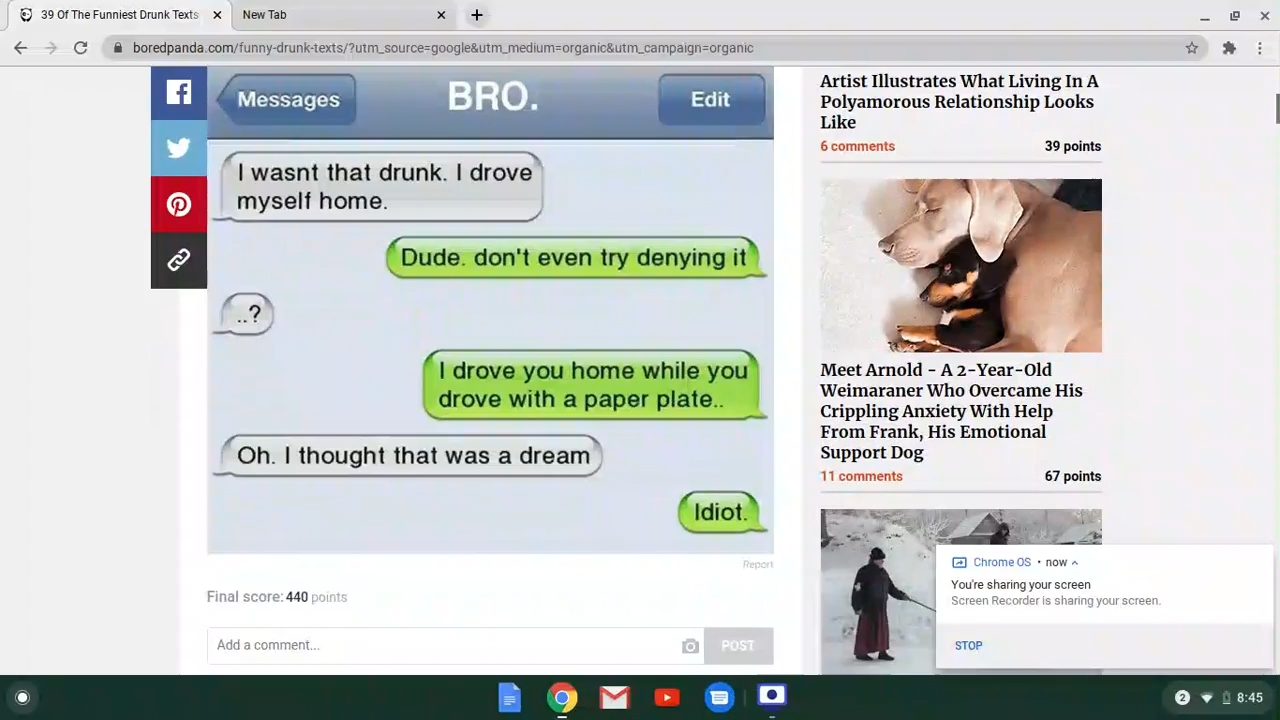 39 Of The Funniest Drunk Texts
New Tab
boredpanda.com/funny-drunk-texts/?utm_source=google&utm_medium=organic&utm_campaign=organic
Messages
BRO.
Edit
I wasnt that drunk. I drove
myself home.
Dude. don't even try denying it
..?
I drove you home while you
drove with a paper plate..
Oh. I thought that was a dream
Idiot.
Report
Final score: 440 points
Add a comment...
POST
Artist Illustrates What Living In A
Polyamorous Relationship Looks
Like
6 comments
39 points
Meet Arnold - A 2-Year-Old
Weimaraner Who Overcame His
Crippling Anxiety With Help
From Frank, His Emotional
Support Dog
11 comments
67 points
Chrome OS • now
You're sharing your screen
Screen Recorder is sharing your screen.
STOP
2
8:45